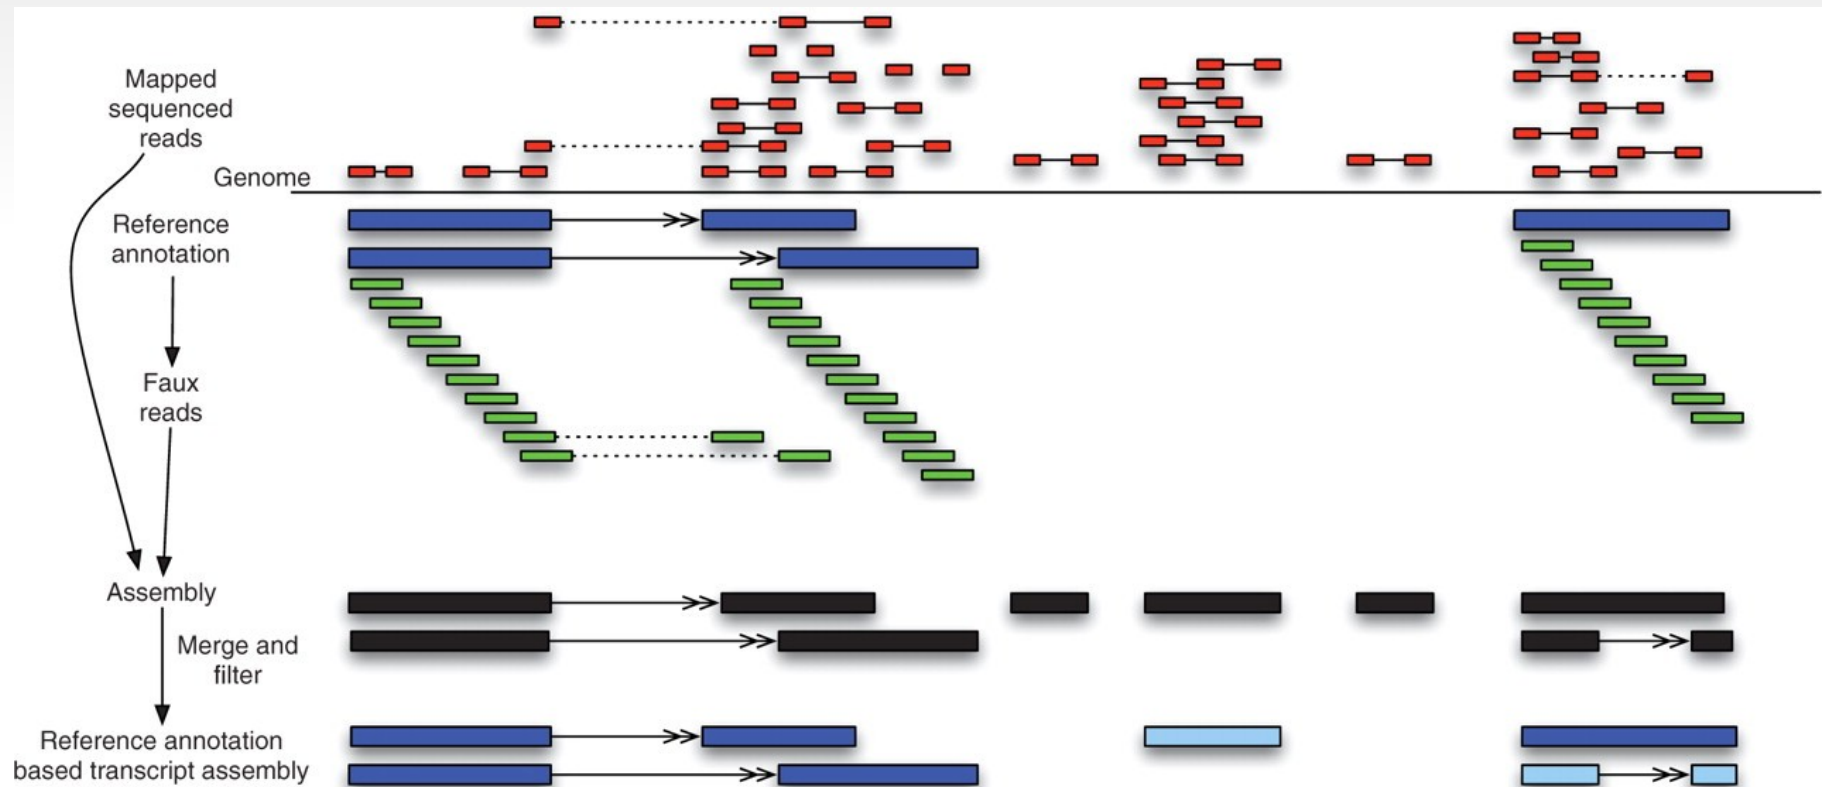 Mapped
sequenced
reads
Genome
Reference
annotation
Faux
reads
Assembly
Merge and
filter
Reference annotation
based transcript assembly